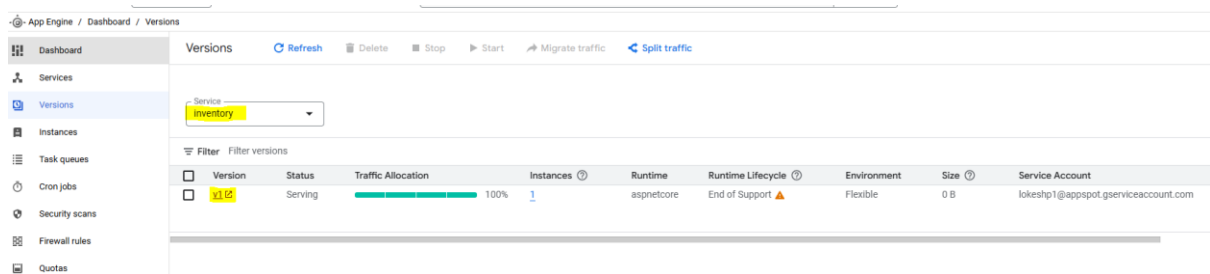 App Engine / Dashboard / Versions
Dashboard
Versions
Refresh
Delete
Stop
Start
Migrate traffic
Split traffic
Services
Versions
Instances
Task queues
Cron jobs
Security scans
Firewall rules
Quotas
Service
inventory
Filter Filter versions
Version Status Traffic Allocation Instances Runtime Runtime Lifecycle Environment Size Service Account
v1 Serving 100% 1 aspnetcore End of Support Flexible 0 B lokeshp1@appspot.gserviceaccount.com